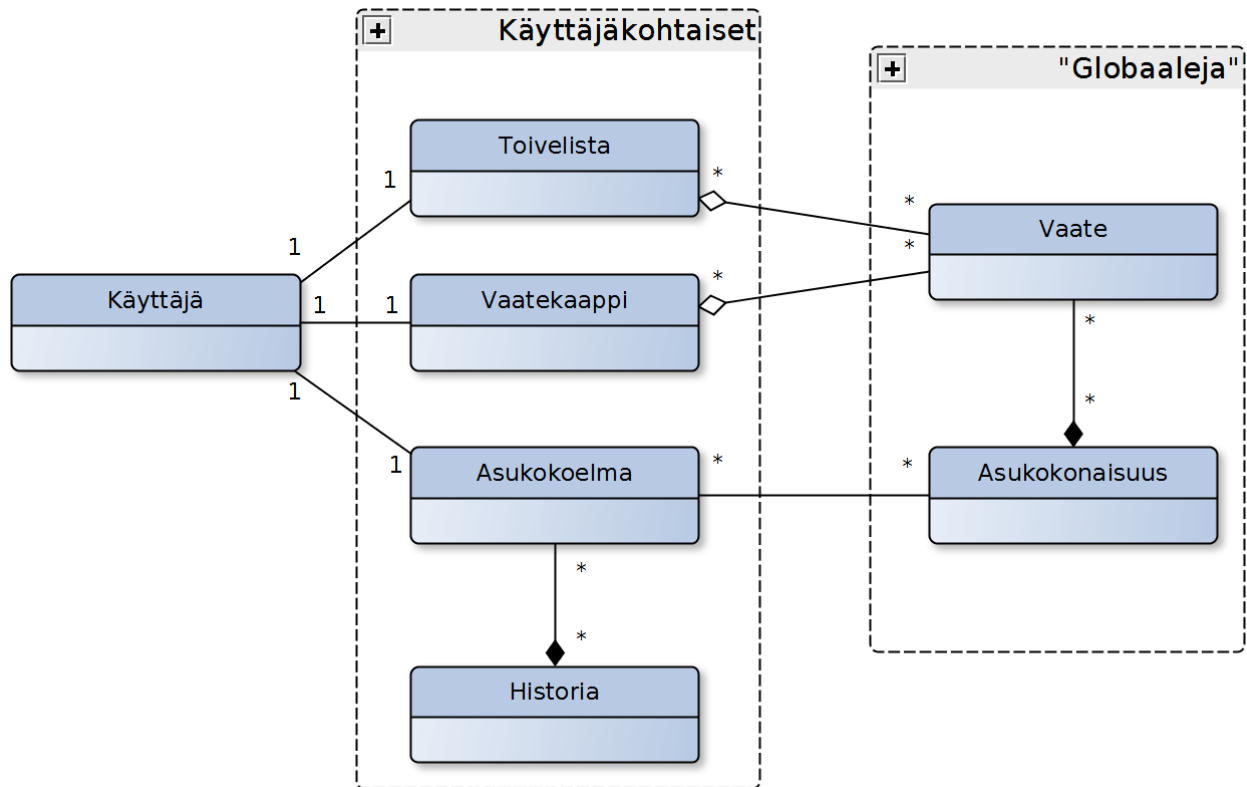 Käyttäjäkohtaiset
"Globaaleja"
Toivelista
*
1
*
Vaate
1
*
*
Käyttäjä
1
1
Vaatekaappi
*
1
*
1
Asukokoelma
*
*
Asukokonaisuus
*
*
Historia